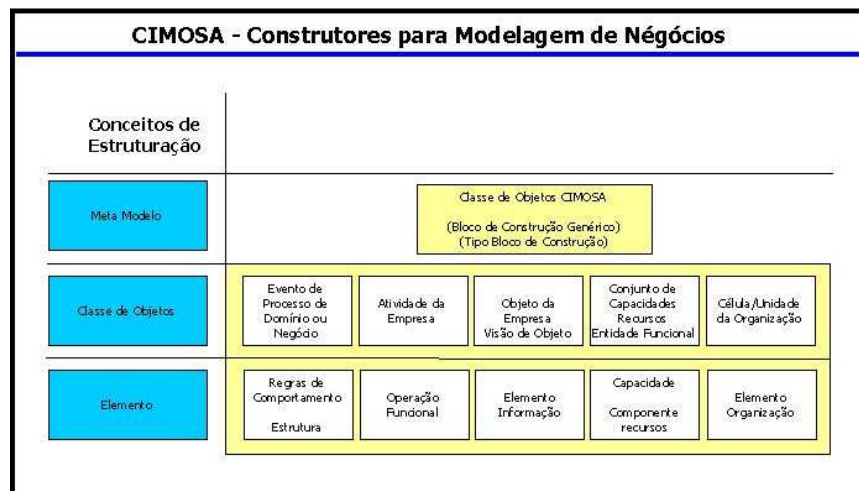 CIMOSA - Construtores para Modelagem de Négócios
Conceitos de
Estruturação
Meta Modelo
Classe de Objetos CIMOSA
(Bloco de Construção Genérico)
(Tipo Bloco de Construção)
Classe de Objetos
Evento de
Processo de
Domínio ou
Negócio
Atividade da
Empresa
Objeto da
Empresa
Visão de Objeto
Conjunto de
Capacidades
Recursos
Entidade Funcional
Célula/Unidade
da Organização
Elemento
Regras de
Comportamento
Estrutura
Operação
Funcional
Elemento
Informação
Capacidade
Componente
recursos
Elemento
Organização